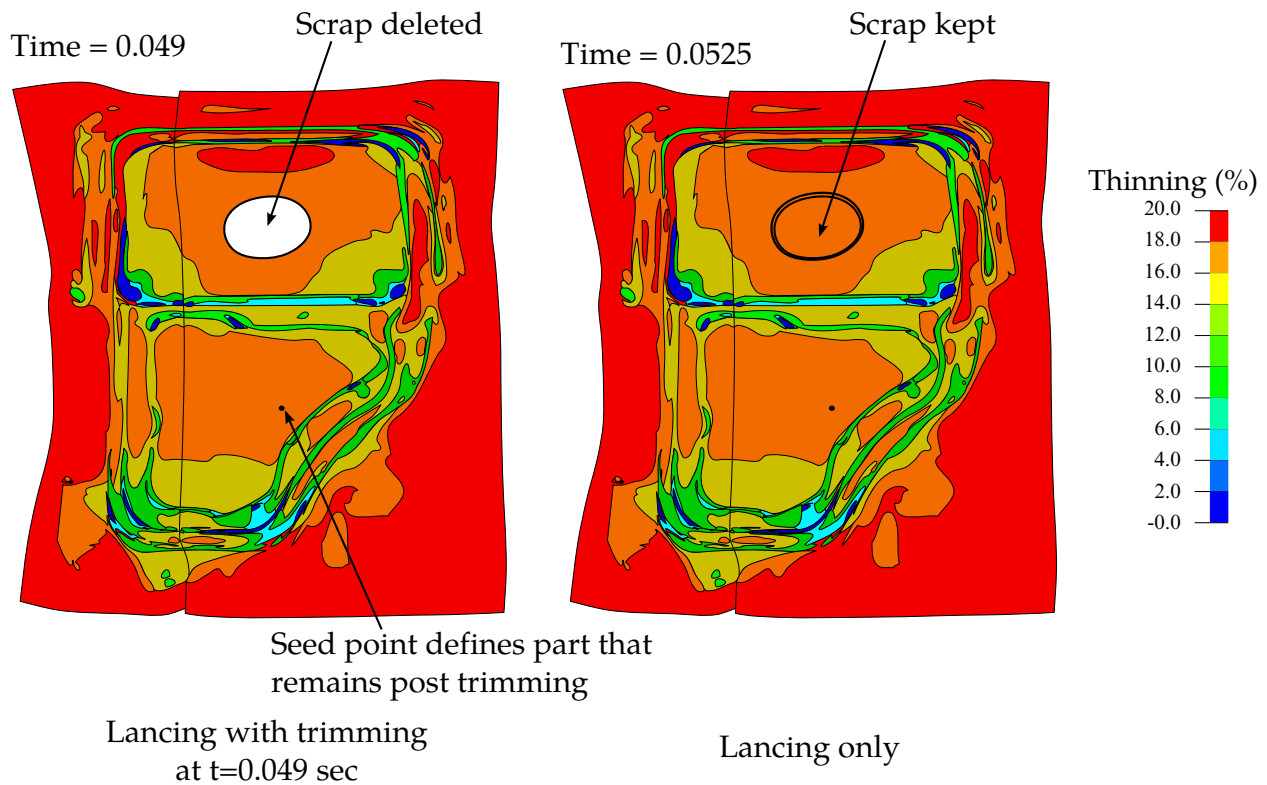 Scrap deleted
Time = 0.049
Scrap kept
Time = 0.0525
Thinning (%)
20.0
18.0
16.0
14.0
12.0
10.0
8.0
6.0
4.0
2.0
-0.0
Seed point defines part that
remains post trimming
Lancing with trimming
at t=0.049 sec
Lancing only